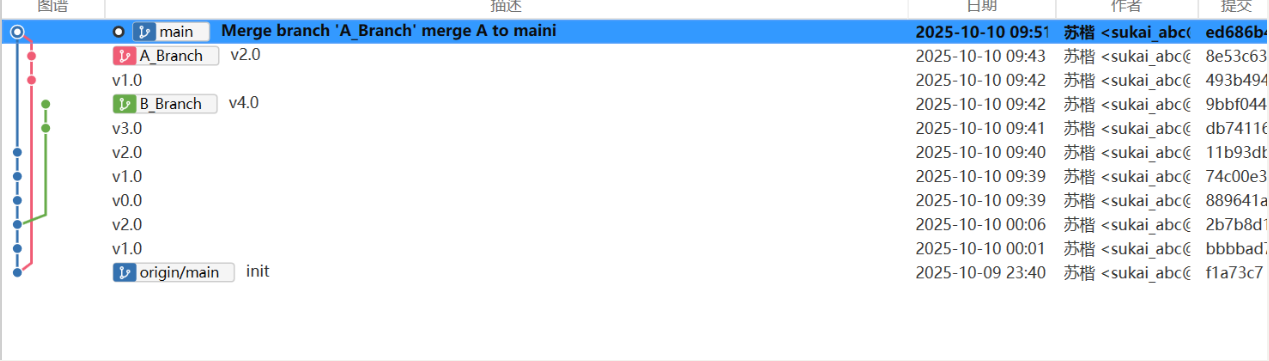 图谱 描述 日期 作者 提交
main Merge branch 'A_Branch' merge A to maini 2025-10-10 09:51 苏楷 <sukai_abc@ ed686b4
A_Branch v2.0 2025-10-10 09:43 苏楷 <sukai_abc@ 8e53c63
v1.0 2025-10-10 09:42 苏楷 <sukai_abc@ 493b494
B_Branch v4.0 2025-10-10 09:42 苏楷 <sukai_abc@ 9bbf044
v3.0 2025-10-10 09:41 苏楷 <sukai_abc@ db74116
v2.0 2025-10-10 09:40 苏楷 <sukai_abc@ 11b93db
v1.0 2025-10-10 09:39 苏楷 <sukai_abc@ 74c00e3
v0.0 2025-10-10 09:39 苏楷 <sukai_abc@ 889641a
v2.0 2025-10-10 00:06 苏楷 <sukai_abc@ 2b7b8d1
v1.0 2025-10-10 00:01 苏楷 <sukai_abc@ bbbbad7
origin/main init 2025-10-09 23:40 苏楷 <sukai_abc@ f1a73c7